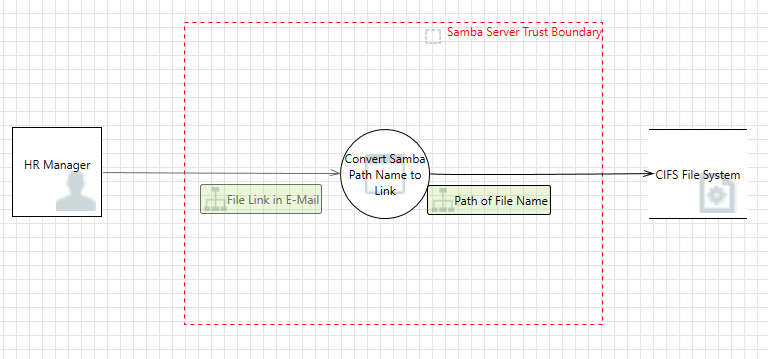 Samba Server Trust Boundary
HR Manager
Convert Samba
Path Name to
Link
CIFS File System
File Link in E-Mail
Path of File Name